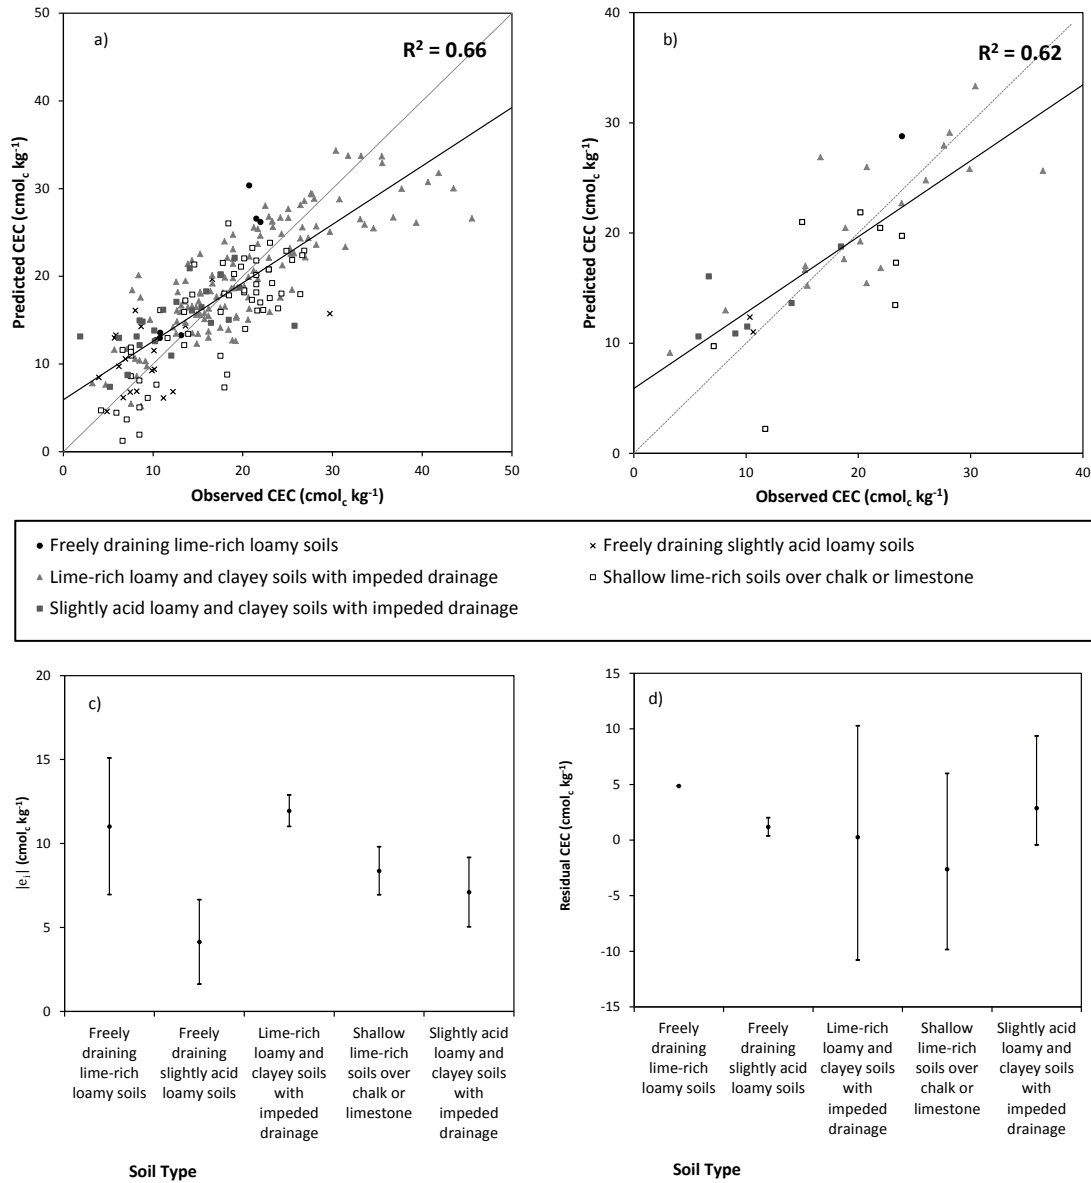 a)
R² = 0.66
50
40
30
20
10
0
0 10 20 30 40 50
Predicted CEC (cmol_c kg⁻¹)
Observed CEC (cmol_c kg⁻¹)
b)
R² = 0.62
40
30
20
10
0
0 10 20 30 40
Predicted CEC (cmol_c kg⁻¹)
Observed CEC (cmol_c kg⁻¹)
Freely draining lime-rich loamy soils
Freely draining slightly acid loamy soils
Lime-rich loamy and clayey soils with impeded drainage
Shallow lime-rich soils over chalk or limestone
Slightly acid loamy and clayey soils with impeded drainage
c)
20
15
10
5
0
|e_i| (cmol_c kg⁻¹)
Freely
draining
lime-rich
loamy soils
Freely
draining
slightly acid
loamy soils
Lime-rich
loamy and
clayey soils
with
impeded
drainage
Shallow
lime-rich
soils over
chalk or
limestone
Slightly acid
loamy and
clayey soils
with
impeded
drainage
Soil Type
d)
15
10
5
0
-5
-10
-15
Residual CEC (cmol_c kg⁻¹)
Freely
draining
lime-rich
loamy soils
Freely
draining
slightly acid
loamy soils
Lime-rich
loamy and
clayey soils
with
impeded
drainage
Shallow
lime-rich
soils over
chalk or
limestone
Slightly acid
loamy and
clayey soils
with
impeded
drainage
Soil Type